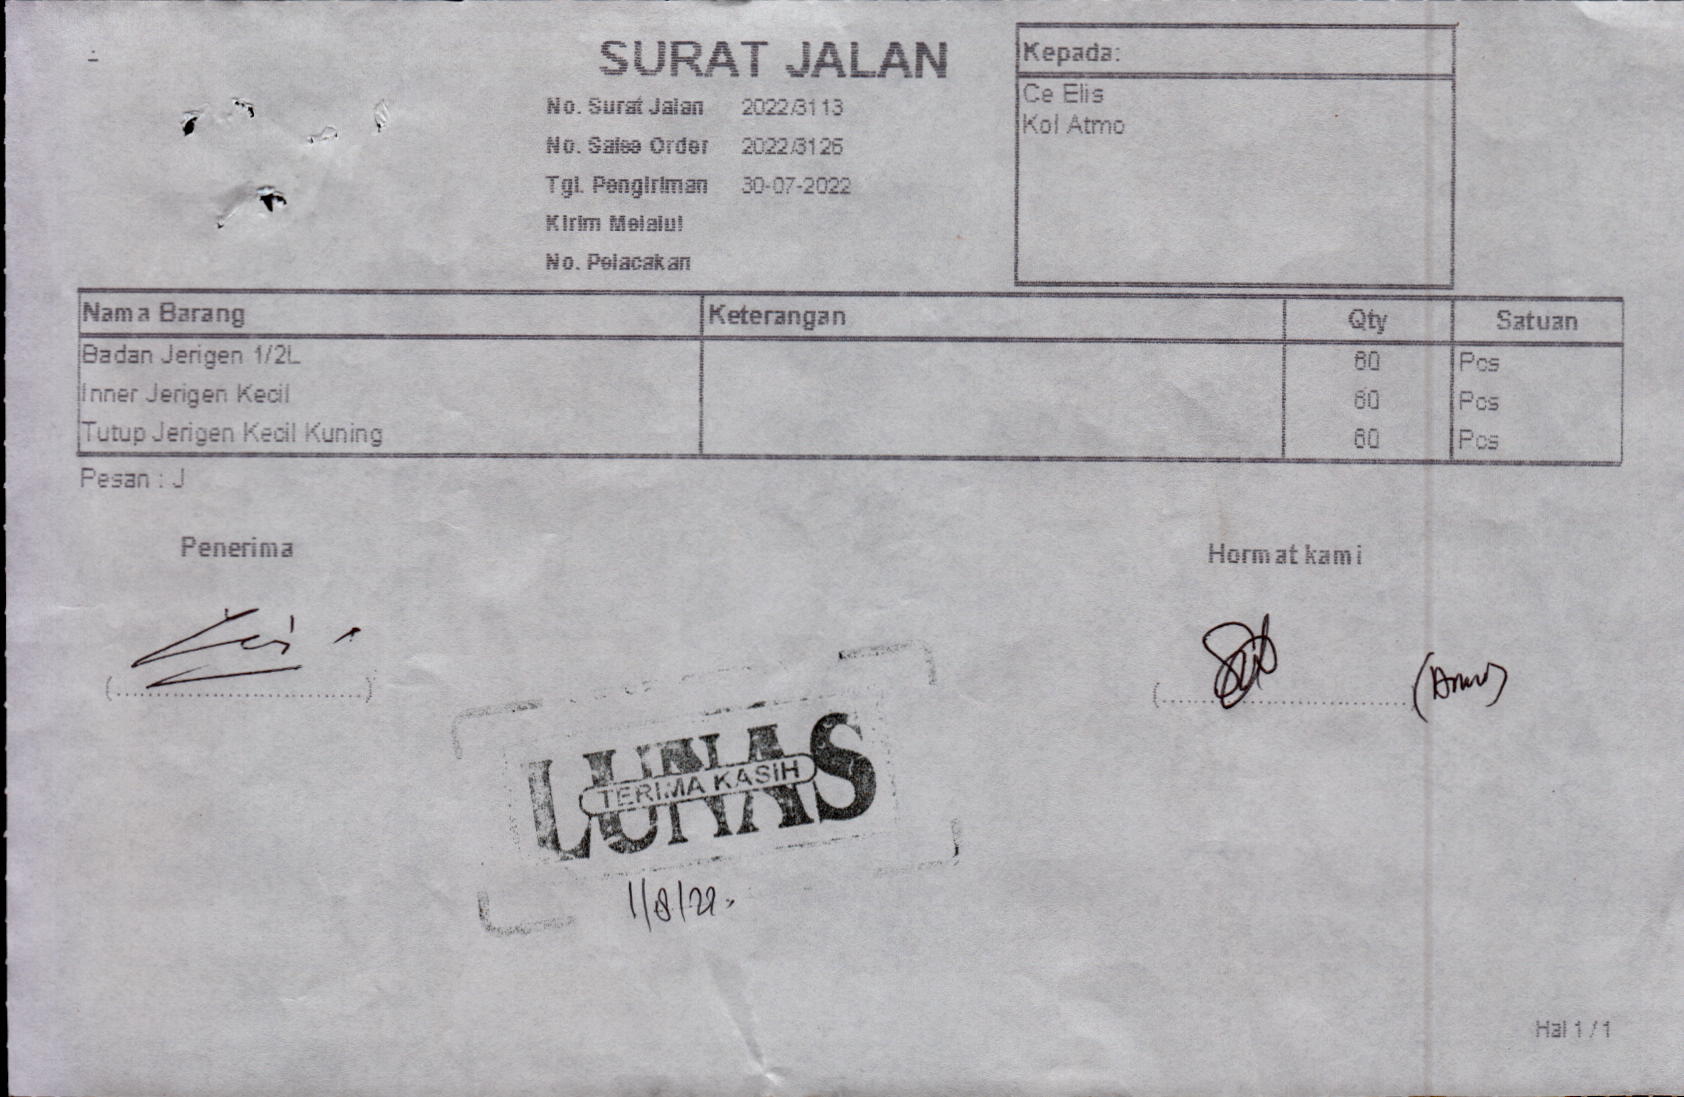 SURAT JALAN
No. Surat Jalan 2022/3113
No. Sales Order 2022/3126
Tgl. Pengiriman 30-07-2022
Kirim Melalui
No. Pelacakan
Kepada:
Ce Elis
Kol Atmo
Nama Barang Keterangan Qty Satuan
Badan Jerigen 1/2L 60 Pcs
Inner Jerigen Kecil 60 Pcs
Tutup Jerigen Kecil Kuning 60 Pcs
Pesan : J
Penerima
Hormat kami
LUNAS
TERIMA KASIH
1/8/22.
Hal 1 / 1